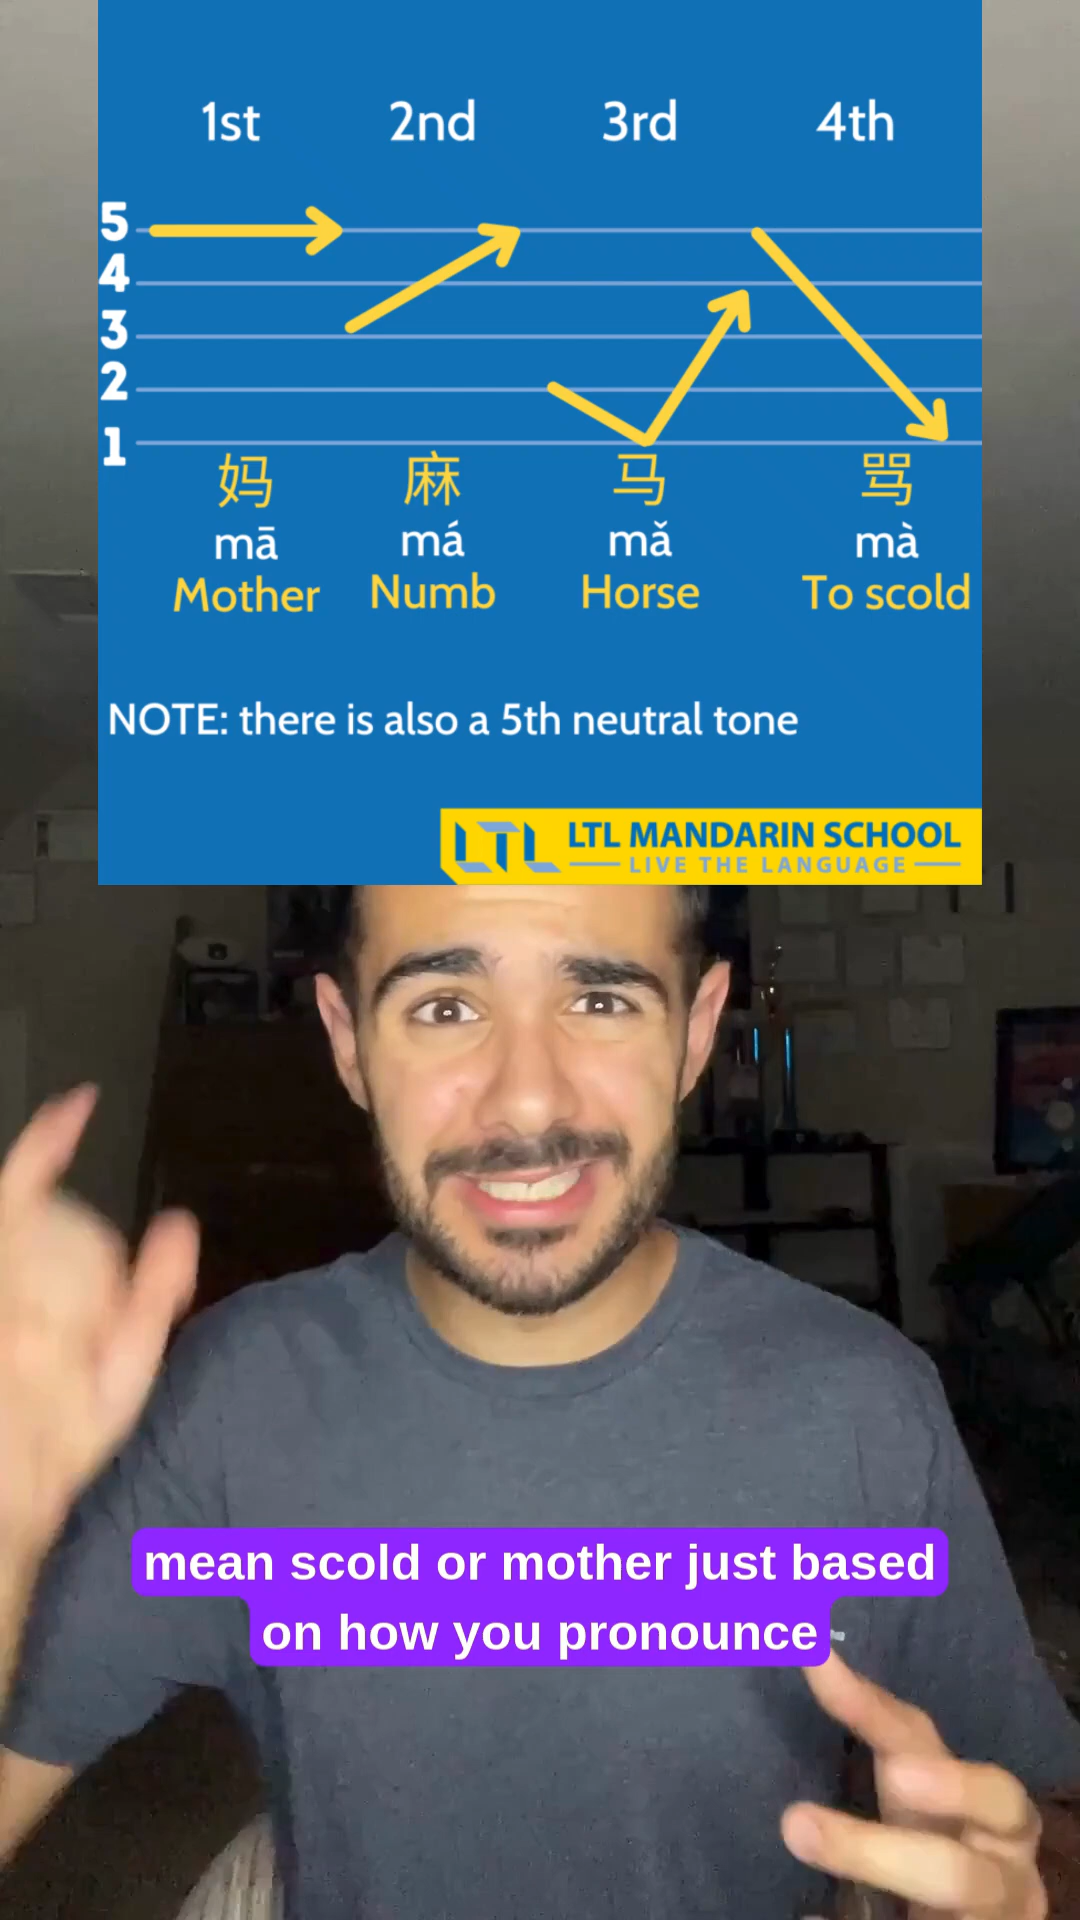 1st 2nd 3rd 4th
5
4
3
2
1
妈 麻 马 骂
mā má mǎ mà
Mother Numb Horse To scold
NOTE: there is also a 5th neutral tone
LTL LTL MANDARIN SCHOOL
LIVE THE LANGUAGE
mean scold or mother just based
on how you pronounce